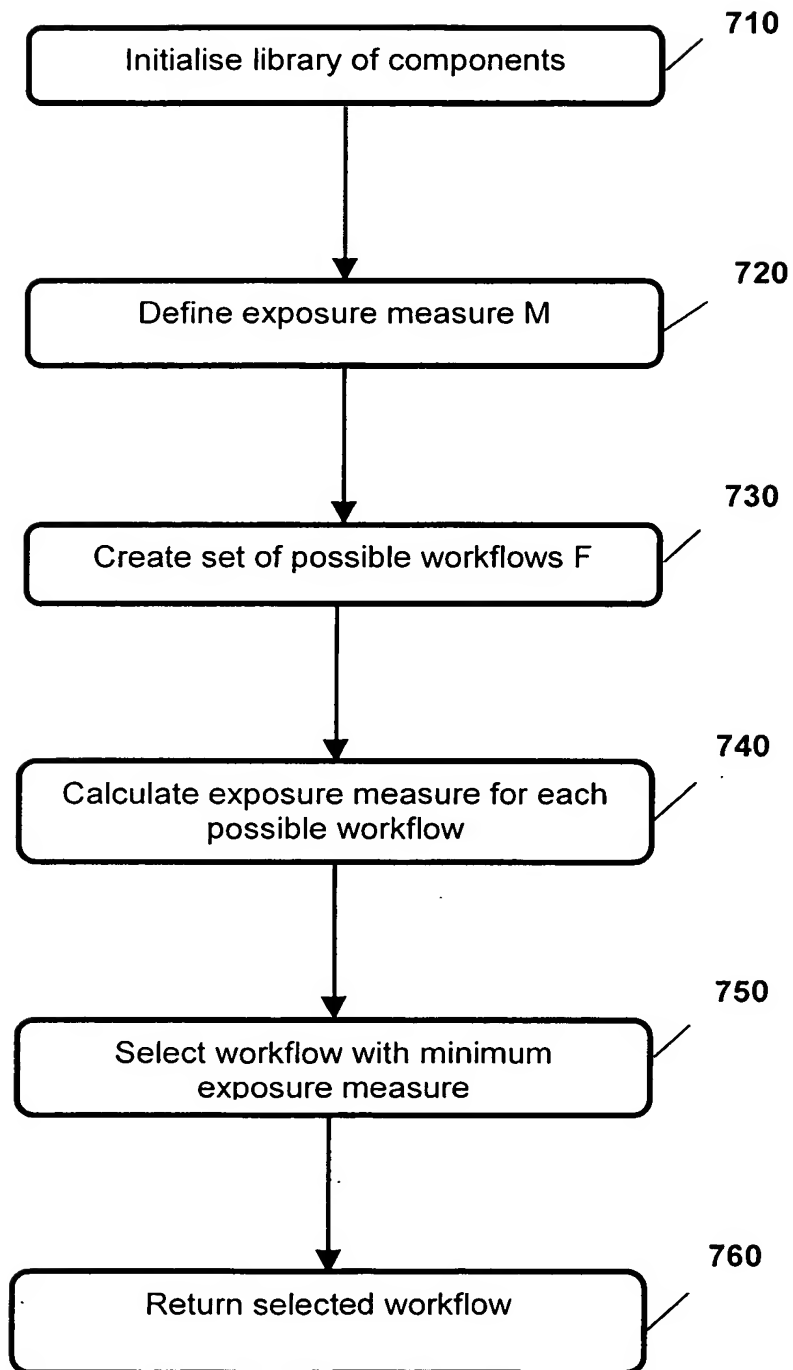 710
Initialise library of components
720
Define exposure measure M
730
Create set of possible workflows F
740
Calculate exposure measure for each
possible workflow
750
Select workflow with minimum
exposure measure
760
Return selected workflow